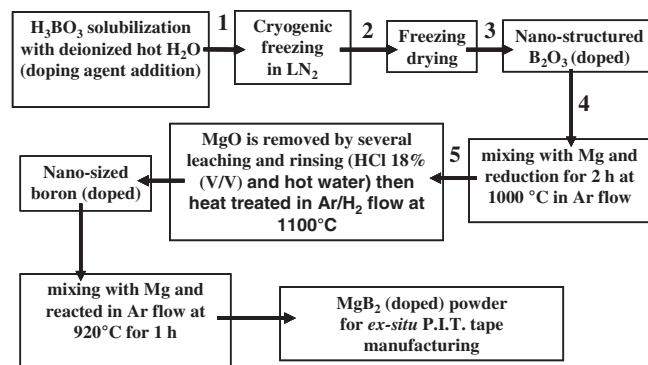 H₃BO₃ solubilization
with deionized hot H₂O
(doping agent addition)
1
Cryogenic
freezing
in LN₂
2
Freezing
drying
3
Nano-structured
B₂O₃ (doped)
4
mixing with Mg and
reduction for 2 h at
1000 °C in Ar flow
5
MgO is removed by several
leaching and rinsing (HCl 18%
(V/V) and hot water) then
heat treated in Ar/H₂ flow at
1100°C
Nano-sized
boron (doped)
mixing with Mg and
reacted in Ar flow at
920°C for 1 h
MgB₂ (doped) powder
for ex-situ P.I.T. tape
manufacturing